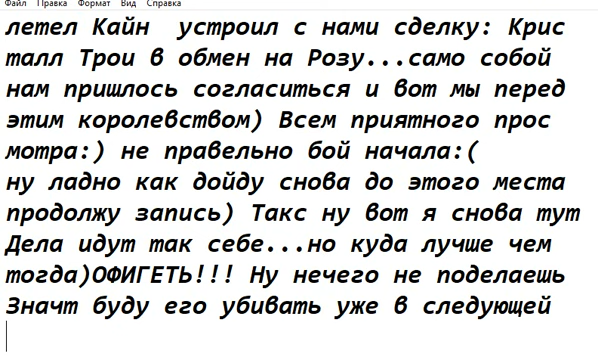 Файл Правка Формат Вид Справка
летел Кайн  устроил с нами сделку: Крис
талл Трои в обмен на Розу...само собой
нам пришлось согласиться и вот мы перед
этим королевством) Всем приятного прос
мотра:) не правельно бой начала:(
ну ладно как дойду снова до этого места
продолжу запись) Такс ну вот я снова тут
Дела идут так себе...но куда лучше чем
тогда)ОФИГЕТЬ!!! Ну нечего не поделаешь
Значт буду его убивать уже в следующей